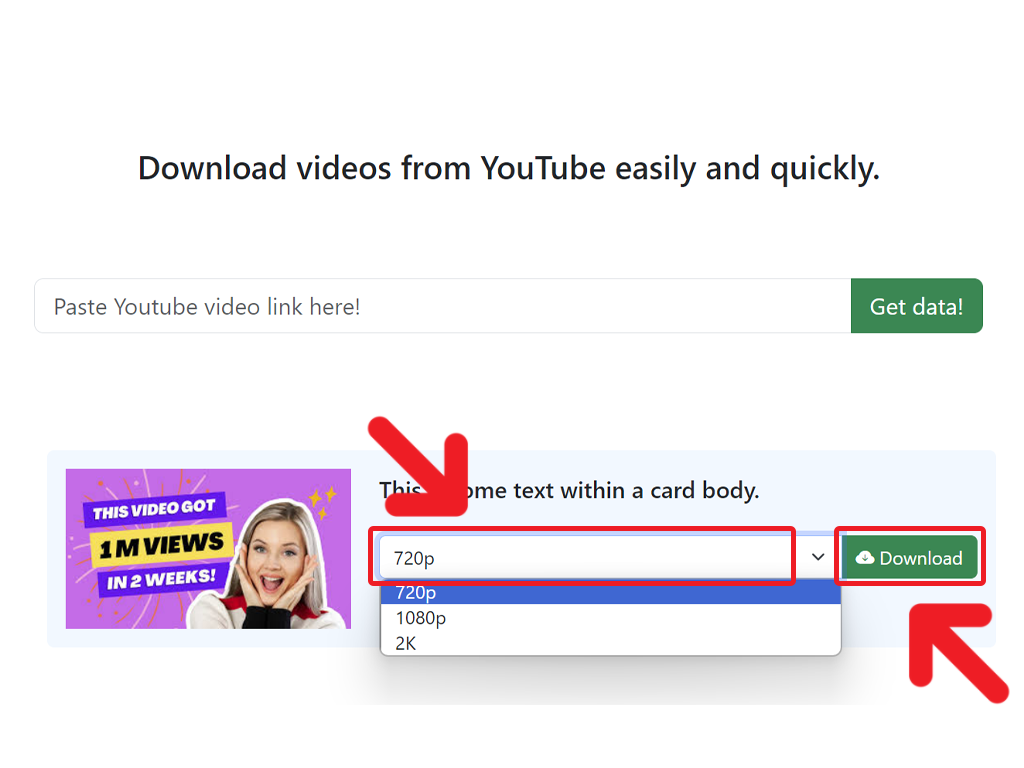 Download videos from YouTube easily and quickly.
Paste Youtube video link here!
Get data!
THIS VIDEO GOT
1 M VIEWS
IN 2 WEEKS!
This ome text within a card body.
720p
Download
720p
1080p
2K